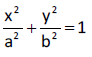 x²/a² + y²/b² = 1